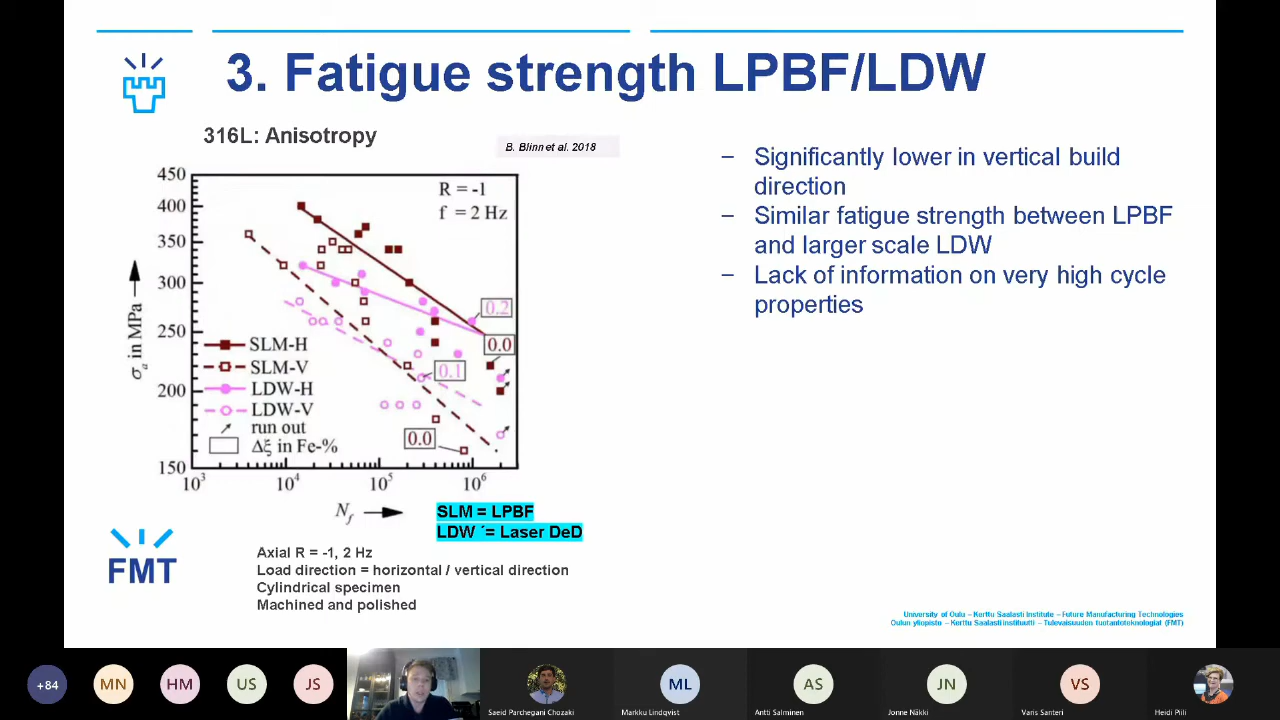 3. Fatigue strength LPBF/LDW
316L: Anisotropy
B. Blinn et al. 2018
450
400
350
300
250
200
150
10³
10⁴
10⁵
10⁶
σₐ in MPa
N_f
R = -1
f = 2 Hz
0.2
0.0
0.1
0.0
SLM-H
SLM-V
LDW-H
LDW-V
run out
Δξ in Fe-%
SLM = LPBF
LDW ´= Laser DeD
Axial R = -1, 2 Hz
Load direction = horizontal / vertical direction
Cylindrical specimen
Machined and polished
– Significantly lower in vertical build
direction
– Similar fatigue strength between LPBF
and larger scale LDW
– Lack of information on very high cycle
properties
FMT
University of Oulu – Kerttu Saalasti Institute – Future Manufacturing Technologies
Oulun yliopisto – Kerttu Saalasti instituutti – Tulevaisuuden tuotantoteknologiat (FMT)
+84
MN
HM
US
JS
Saeid Parchegani Chozaki
ML
Markku Lindqvist
AS
Antti Salminen
JN
Jonne Näkki
VS
Varis Santeri
Heidi Piili